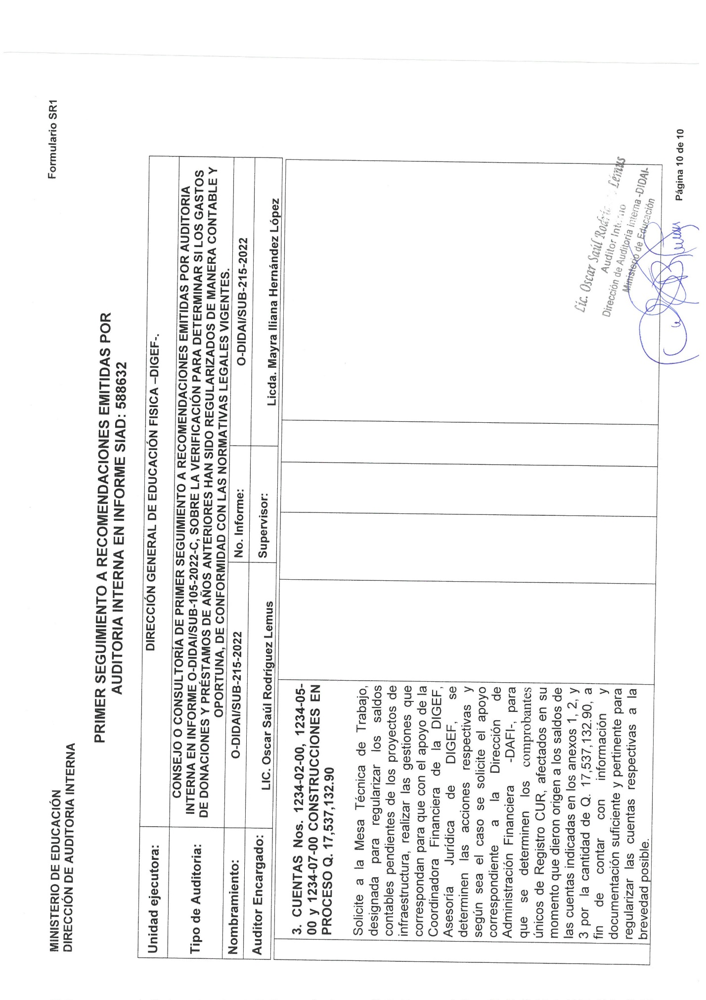 MINISTERIO DE EDUCACIÓN
DIRECCIÓN DE AUDITORIA INTERNA
Formulario SR1
PRIMER SEGUIMIENTO A RECOMENDACIONES EMITIDAS POR
AUDITORIA INTERNA EN INFORME SIAD: 588632
Unidad ejecutora:
DIRECCIÓN GENERAL DE EDUCACIÓN FISICA –DIGEF-.
Tipo de Auditoria:
CONSEJO O CONSULTORÍA DE PRIMER SEGUIMIENTO A RECOMENDACIONES EMITIDAS POR AUDITORIA
INTERNA EN INFORME O-DIDAI/SUB-105-2022-C, SOBRE LA VERIFICACIÓN PARA DETERMINAR SI LOS GASTOS
DE DONACIONES Y PRÉSTAMOS DE AÑOS ANTERIORES HAN SIDO REGULARIZADOS DE MANERA CONTABLE Y
OPORTUNA, DE CONFORMIDAD CON LAS NORMATIVAS LEGALES VIGENTES.
Nombramiento:
O-DIDAI/SUB-215-2022
No. Informe:
O-DIDAI/SUB-215-2022
Auditor Encargado:
LIC. Oscar Saúl Rodríguez Lemus
Supervisor:
Licda. Mayra Iliana Hernández López
3. CUENTAS Nos. 1234-02-00, 1234-05-
00 y 1234-07-00 CONSTRUCCIONES EN
PROCESO Q. 17,537,132.90
Solicite a la Mesa Técnica de Trabajo,
designada para regularizar los saldos
contables pendientes de los proyectos de
infraestructura, realizar las gestiones que
correspondan para que con el apoyo de la
Coordinadora Financiera de la DIGEF,
Asesoría Jurídica de DIGEF, se
determinen las acciones respectivas y
según sea el caso se solicite el apoyo
correspondiente a la Dirección de
Administración Financiera -DAFI-, para
que se determinen los comprobantes
únicos de Registro CUR, afectados en su
momento que dieron origen a los saldos de
las cuentas indicadas en los anexos 1, 2, y
3 por la cantidad de Q. 17,537,132.90, a
fin de contar con información y
documentación suficiente y pertinente para
regularizar las cuentas respectivas a la
brevedad posible.
Lic. Oscar Saúl Lémus
Auditor
Dirección de Auditoria Interna -DIDAI-
Ministerio de Educación
Página 10 de 10